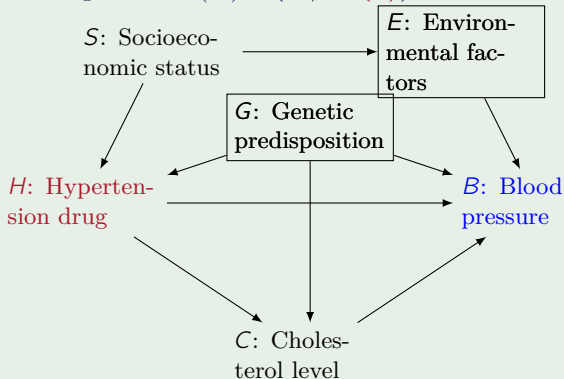 S: Socioeco-
nomic status
E: Environ-
mental fac-
tors
G: Genetic
predisposition
H: Hyperten-
sion drug
B: Blood
pressure
C: Choles-
terol level